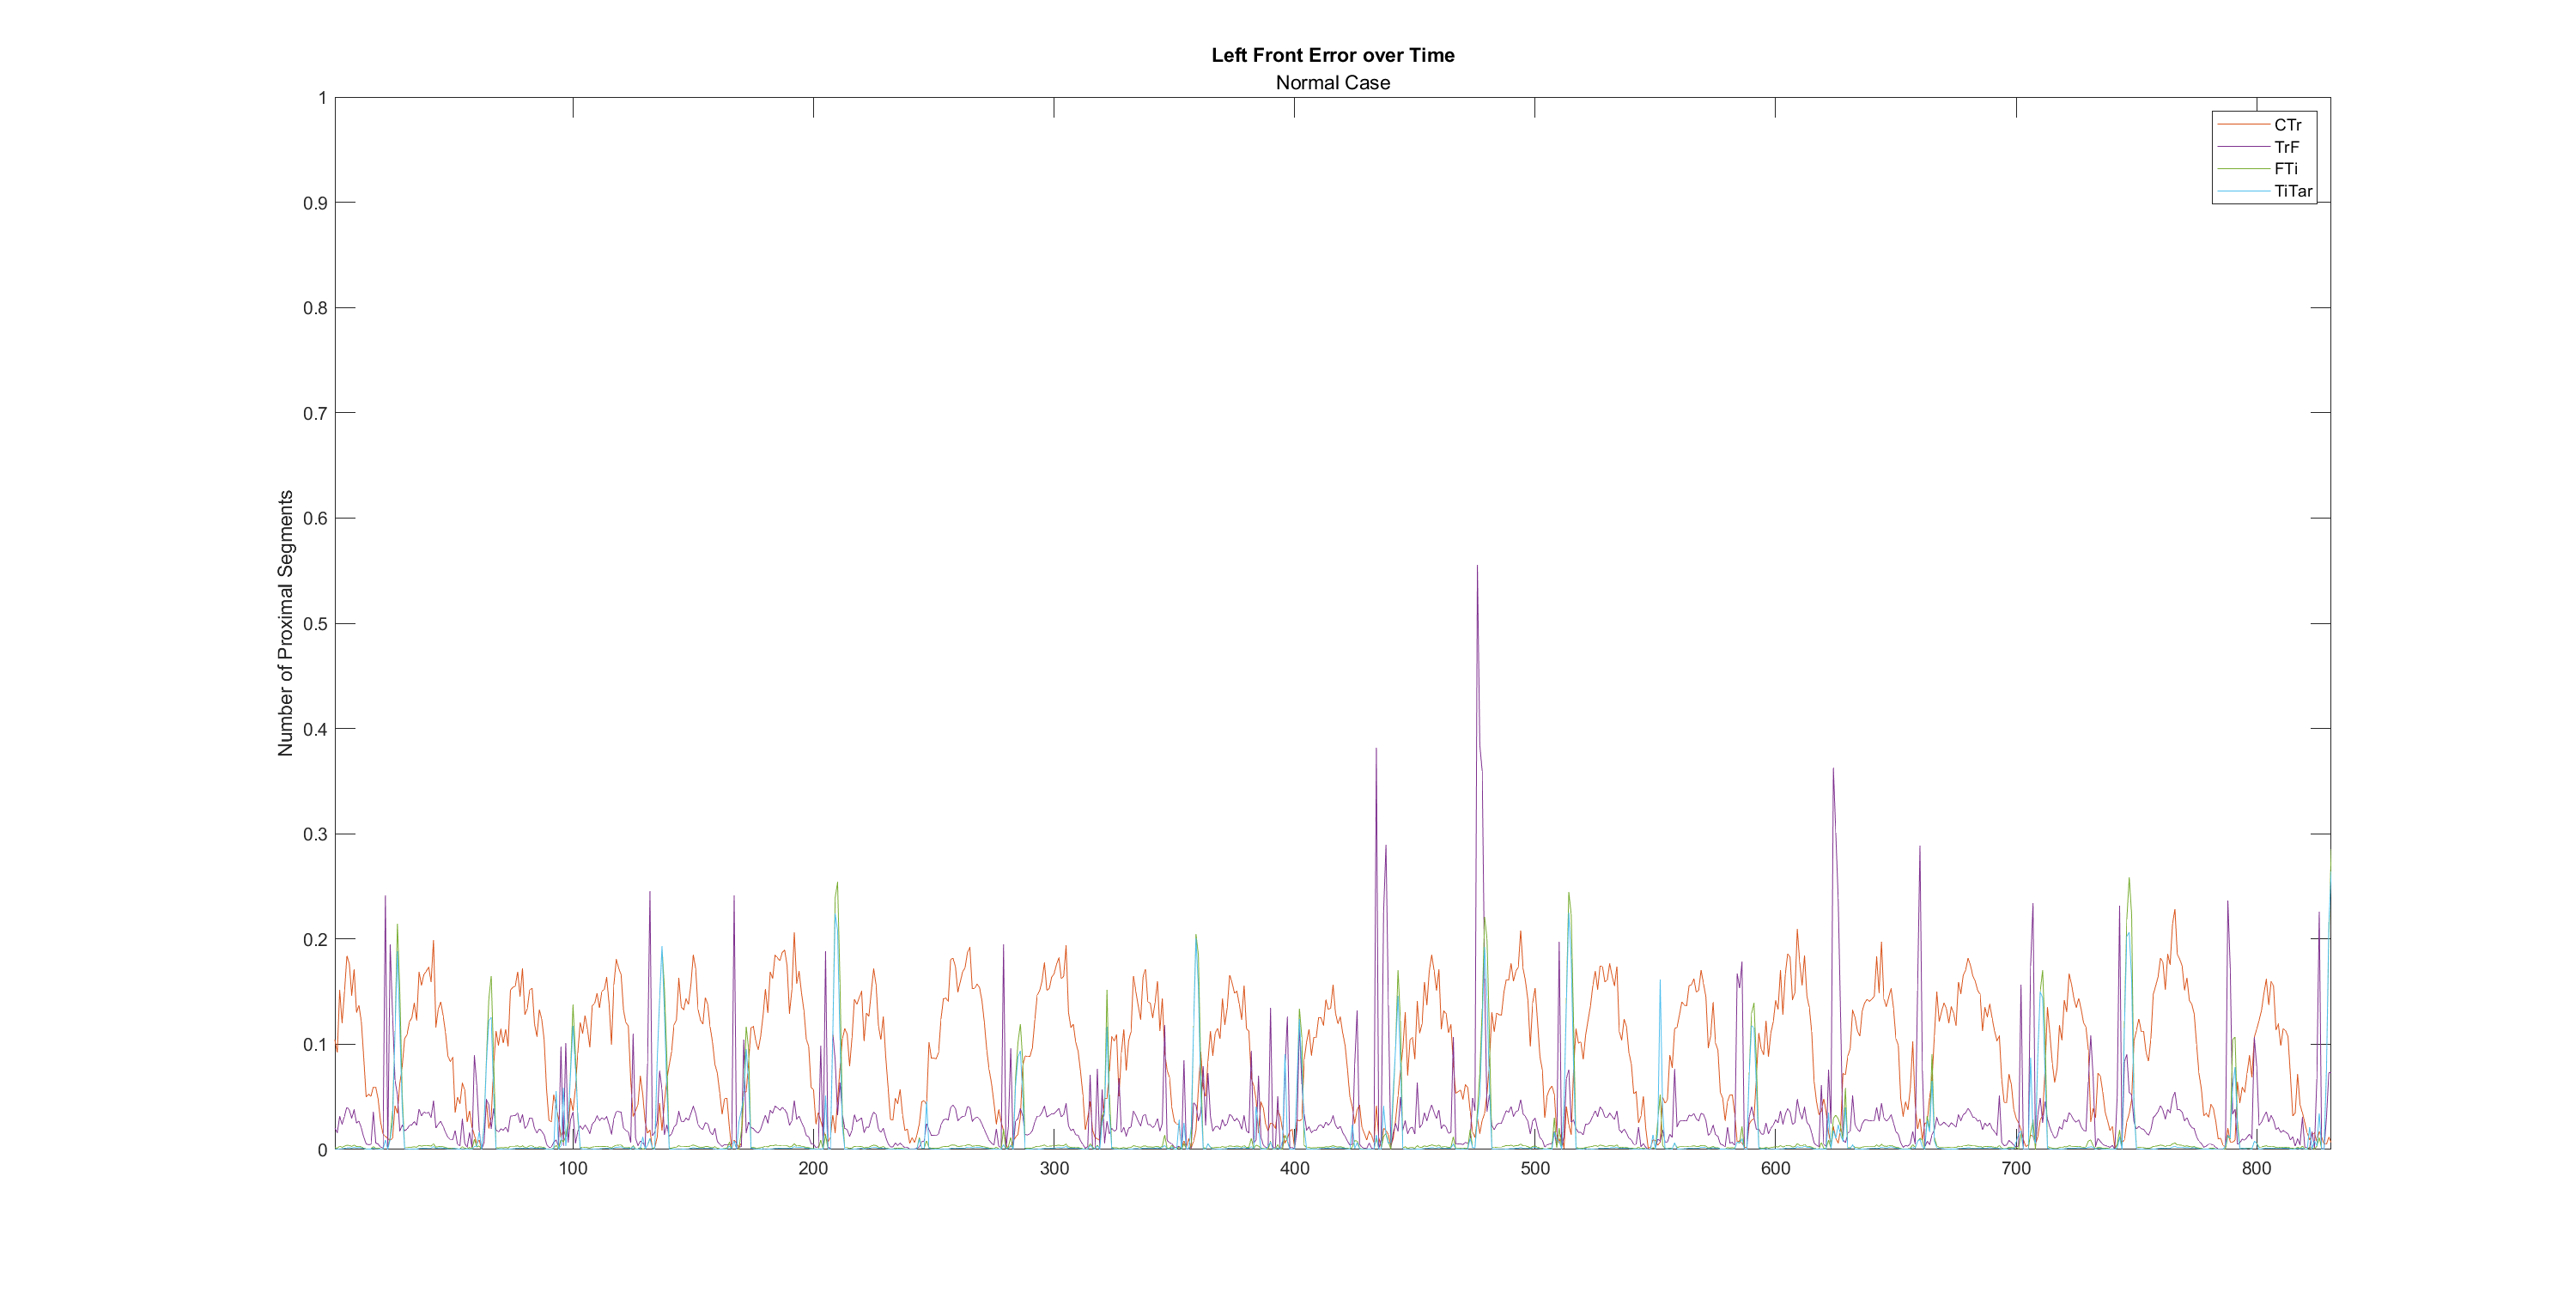 Left Front Error over Time
Normal Case
1
0.9
0.8
0.7
0.6
0.5
0.4
0.3
0.2
0.1
0
Number of Proximal Segments
CTr
TrF
FTi
TiTar
100 200 300 400 500 600 700 800